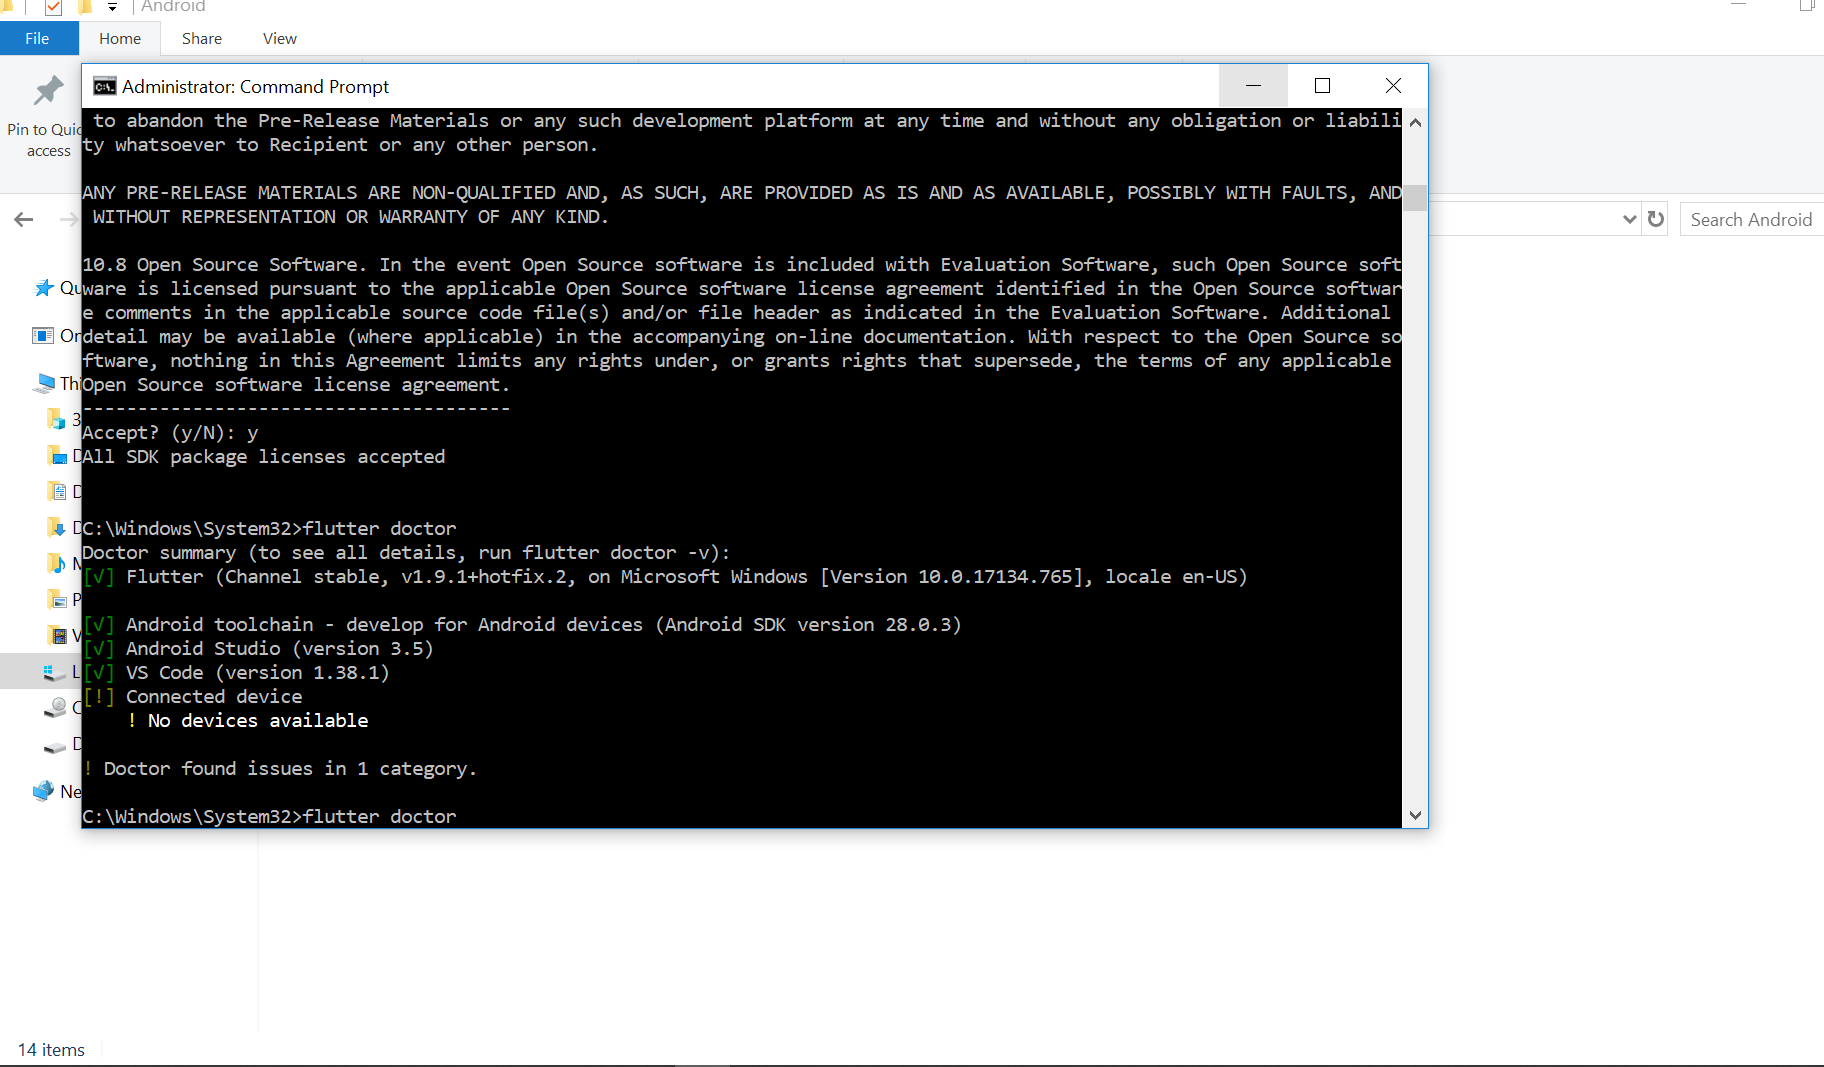 Android
File Home Share View
Administrator: Command Prompt
Pin to Quic
access
to abandon the Pre-Release Materials or any such development platform at any time and without any obligation or liabili
ty whatsoever to Recipient or any other person.
ANY PRE-RELEASE MATERIALS ARE NON-QUALIFIED AND, AS SUCH, ARE PROVIDED AS IS AND AS AVAILABLE, POSSIBLY WITH FAULTS, AND
WITHOUT REPRESENTATION OR WARRANTY OF ANY KIND.
Search Android
10.8 Open Source Software. In the event Open Source software is included with Evaluation Software, such Open Source soft
ware is licensed pursuant to the applicable Open Source software license agreement identified in the Open Source softwar
e comments in the applicable source code file(s) and/or file header as indicated in the Evaluation Software. Additional
detail may be available (where applicable) in the accompanying on-line documentation. With respect to the Open Source so
ftware, nothing in this Agreement limits any rights under, or grants rights that supersede, the terms of any applicable
Open Source software license agreement.
---------------------------------------
Accept? (y/N): y
All SDK package licenses accepted
C:\Windows\System32>flutter doctor
Doctor summary (to see all details, run flutter doctor -v):
[√] Flutter (Channel stable, v1.9.1+hotfix.2, on Microsoft Windows [Version 10.0.17134.765], locale en-US)
[√] Android toolchain - develop for Android devices (Android SDK version 28.0.3)
[√] Android Studio (version 3.5)
[√] VS Code (version 1.38.1)
[!] Connected device
! No devices available
! Doctor found issues in 1 category.
C:\Windows\System32>flutter doctor
Qu
On
Thi
3
D
D
D
M
P
V
L
C
D
Ne
14 items